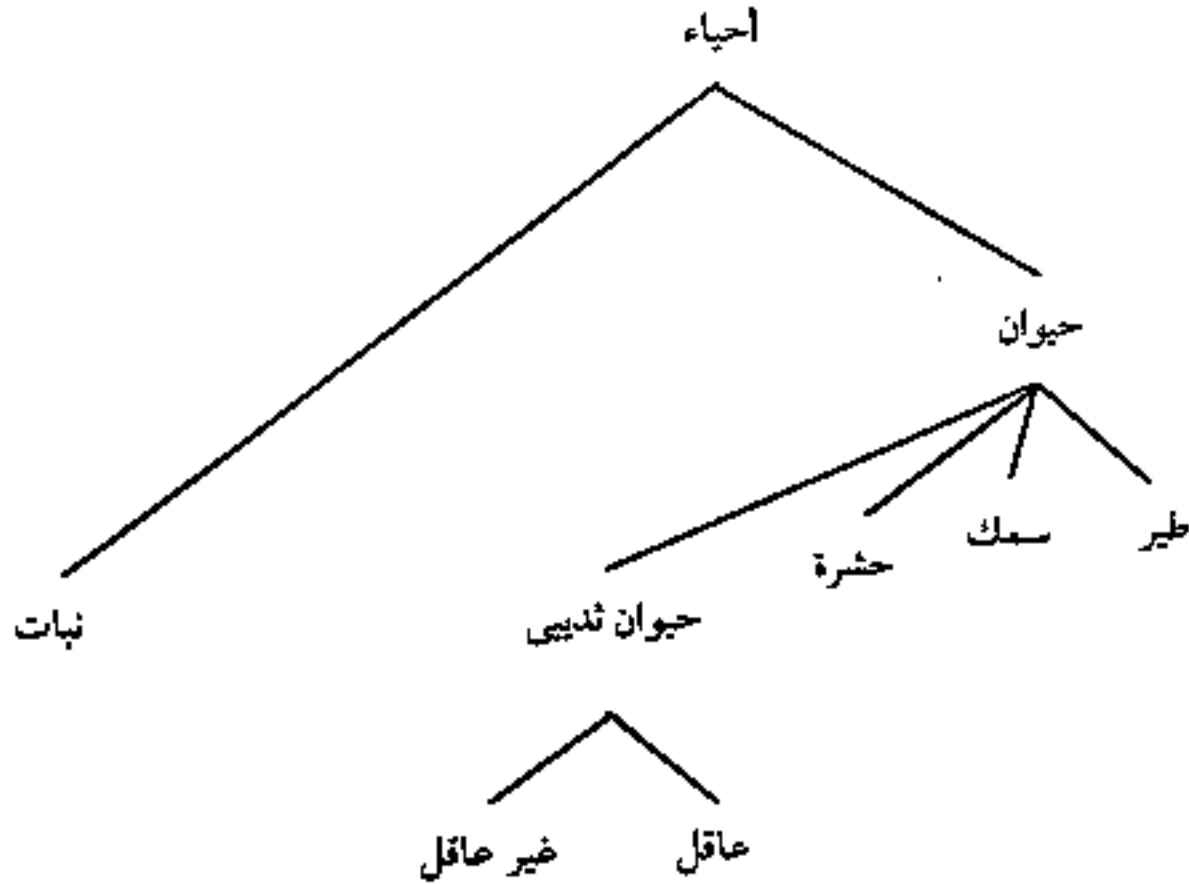 أحياء
حيوان
طير
سمك
حشرة
حيوان ثديي
نبات
عاقل
غير عاقل